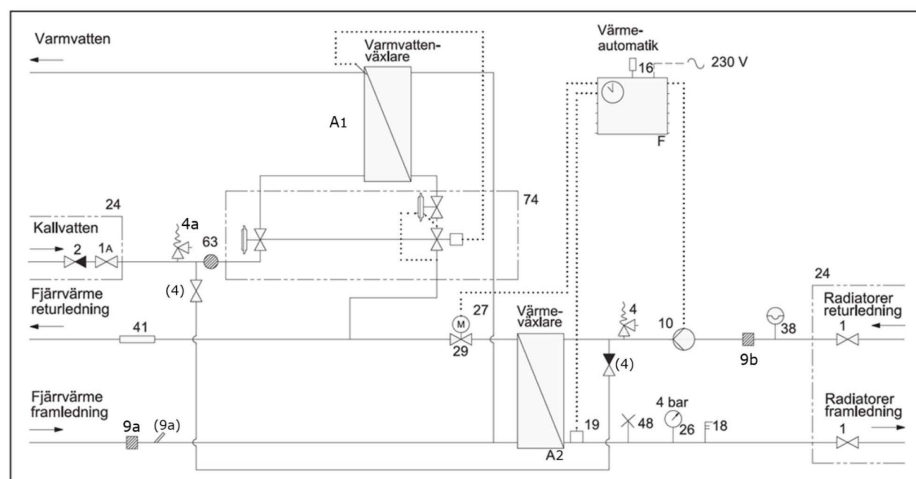 Varmvatten
Varmvatten-
växlare
Värme-
automatik
16
230 V
A1
F
24
74
4a
Kallvatten
2
1A
63
(4)
Fjärrvärme
returledning
41
27
M
29
Värme-
växlare
4
10
38
24
Radiatorer
returledning
1
9b
(4)
Fjärrvärme
framledning
9a
(9a)
A2
19
48
4 bar
26
18
Radiatorer
framledning
1